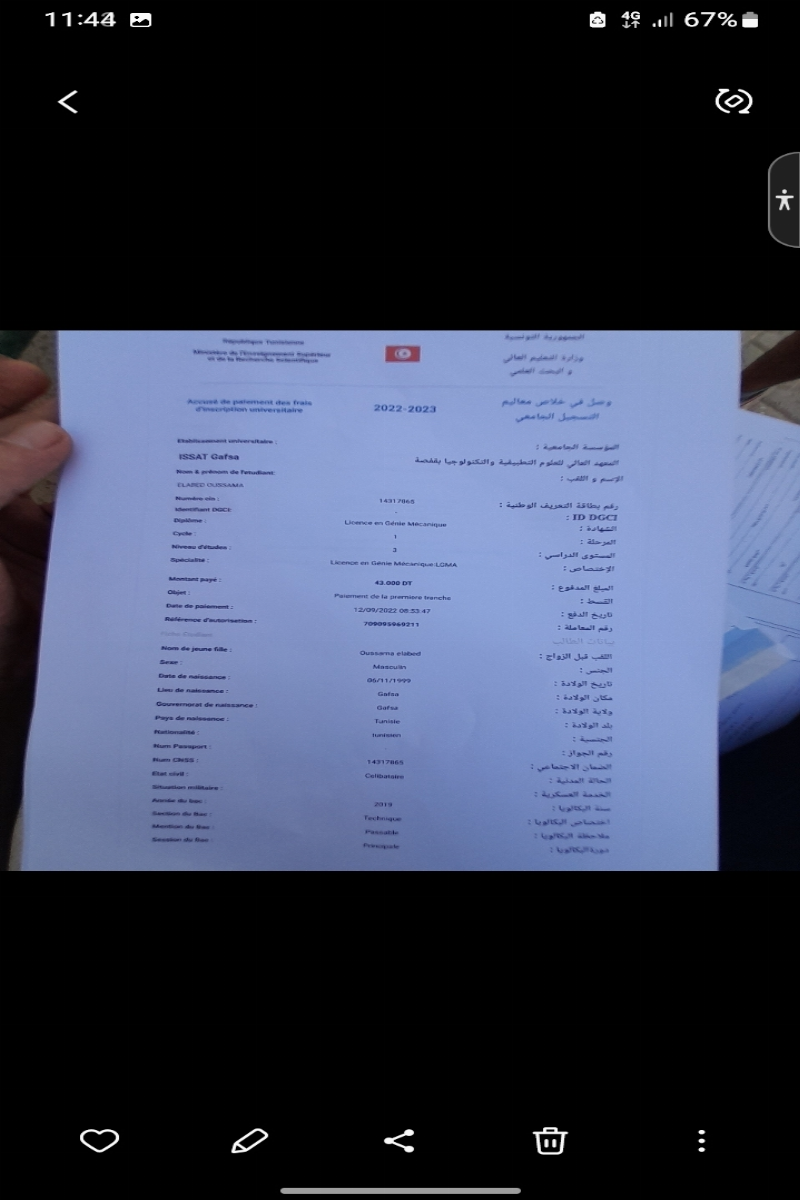 11:44
4G
67%
République Tunisienne
الجمهورية التونسية
Ministère de l'Enseignement Supérieur
et de la Recherche Scientifique
وزارة التعليم العالي
و البحث العلمي
Accusé de paiement des frais
d'inscription universitaire
2022-2023
وصل في خلاص معاليم
التسجيل الجامعي
Etablissement universitaire :
المؤسسة الجامعية :
ISSAT Gafsa
المعهد العالي للعلوم التطبيقية والتكنولوجيا بقفصة
Nom & prénom de l'etudiant:
الإسم و اللقب :
ELABED OUSSAMA
Numéro cin :
14317865
رقم بطاقة التعريف الوطنية :
Identifiant DGCI:
-
: ID DGCI
Diplôme :
Licence en Génie Mécanique
الشهادة :
Cycle :
1
المرحلة :
Niveau d'études :
3
المستوى الدراسي :
Spécialité :
Licence en Génie Mécanique-LGMA
الإختصاص :
Montant payé :
43.000 DT
المبلغ المدفوع :
Objet :
Paiement de la première tranche
القسط :
Date de paiement :
12/09/2022 08:53:47
تاريخ الدفع :
Référence d'autorisation :
709095969211
رقم المعاملة :
بيانات الطالب
Nom de jeune fille :
Oussama elabed
اللقب قبل الزواج :
Sexe :
Masculin
الجنس :
Date de naissance :
06/11/1999
تاريخ الولادة :
Lieu de naissance :
Gafsa
مكان الولادة :
Gouvernorat de naissance :
Gafsa
ولاية الولادة :
Pays de naissance :
Tunisie
بلد الولادة :
Nationalité :
tunisien
الجنسية :
Num Passport :
رقم الجواز :
Num CNSS :
14317865
الضمان الاجتماعي :
Etat civil :
Célibataire
الحالة المدنية :
Situation militaire :
الخدمة العسكرية :
Année du bac :
2019
سنة البكالوريا :
Section du Bac :
Technique
اختصاص البكالوريا :
Mention du Bac :
Passable
ملاحظة البكالوريا :
Session du Bac :
Principale
دورة البكالوريا :